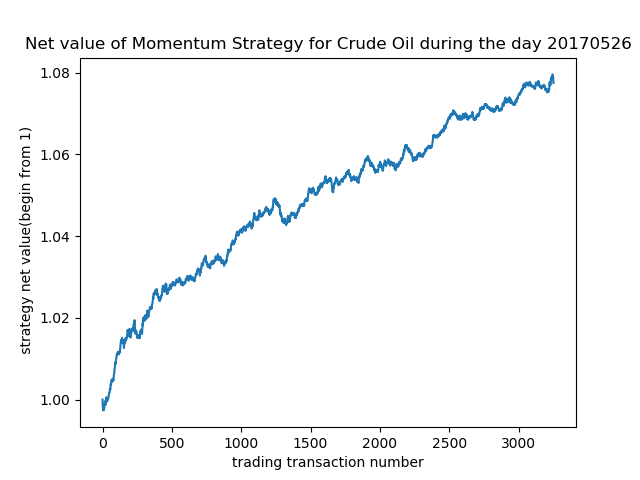 Net value of Momentum Strategy for Crude Oil during the day 20170526
1.08
1.06
1.04
1.02
1.00
strategy net value(begin from 1)
0 500 1000 1500 2000 2500 3000
trading transaction number